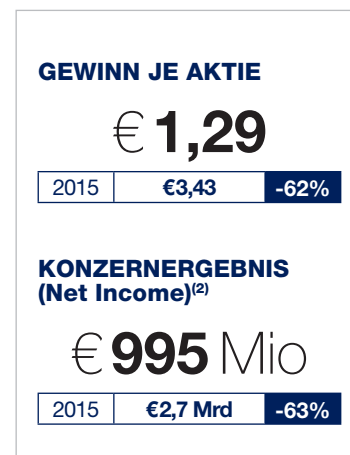 GEWINN JE AKTIE
€ 1,29
2015 €3,43 -62%
KONZERNERGEBNIS
(Net Income)(2)
€ 995 Mio
2015 €2,7 Mrd -63%